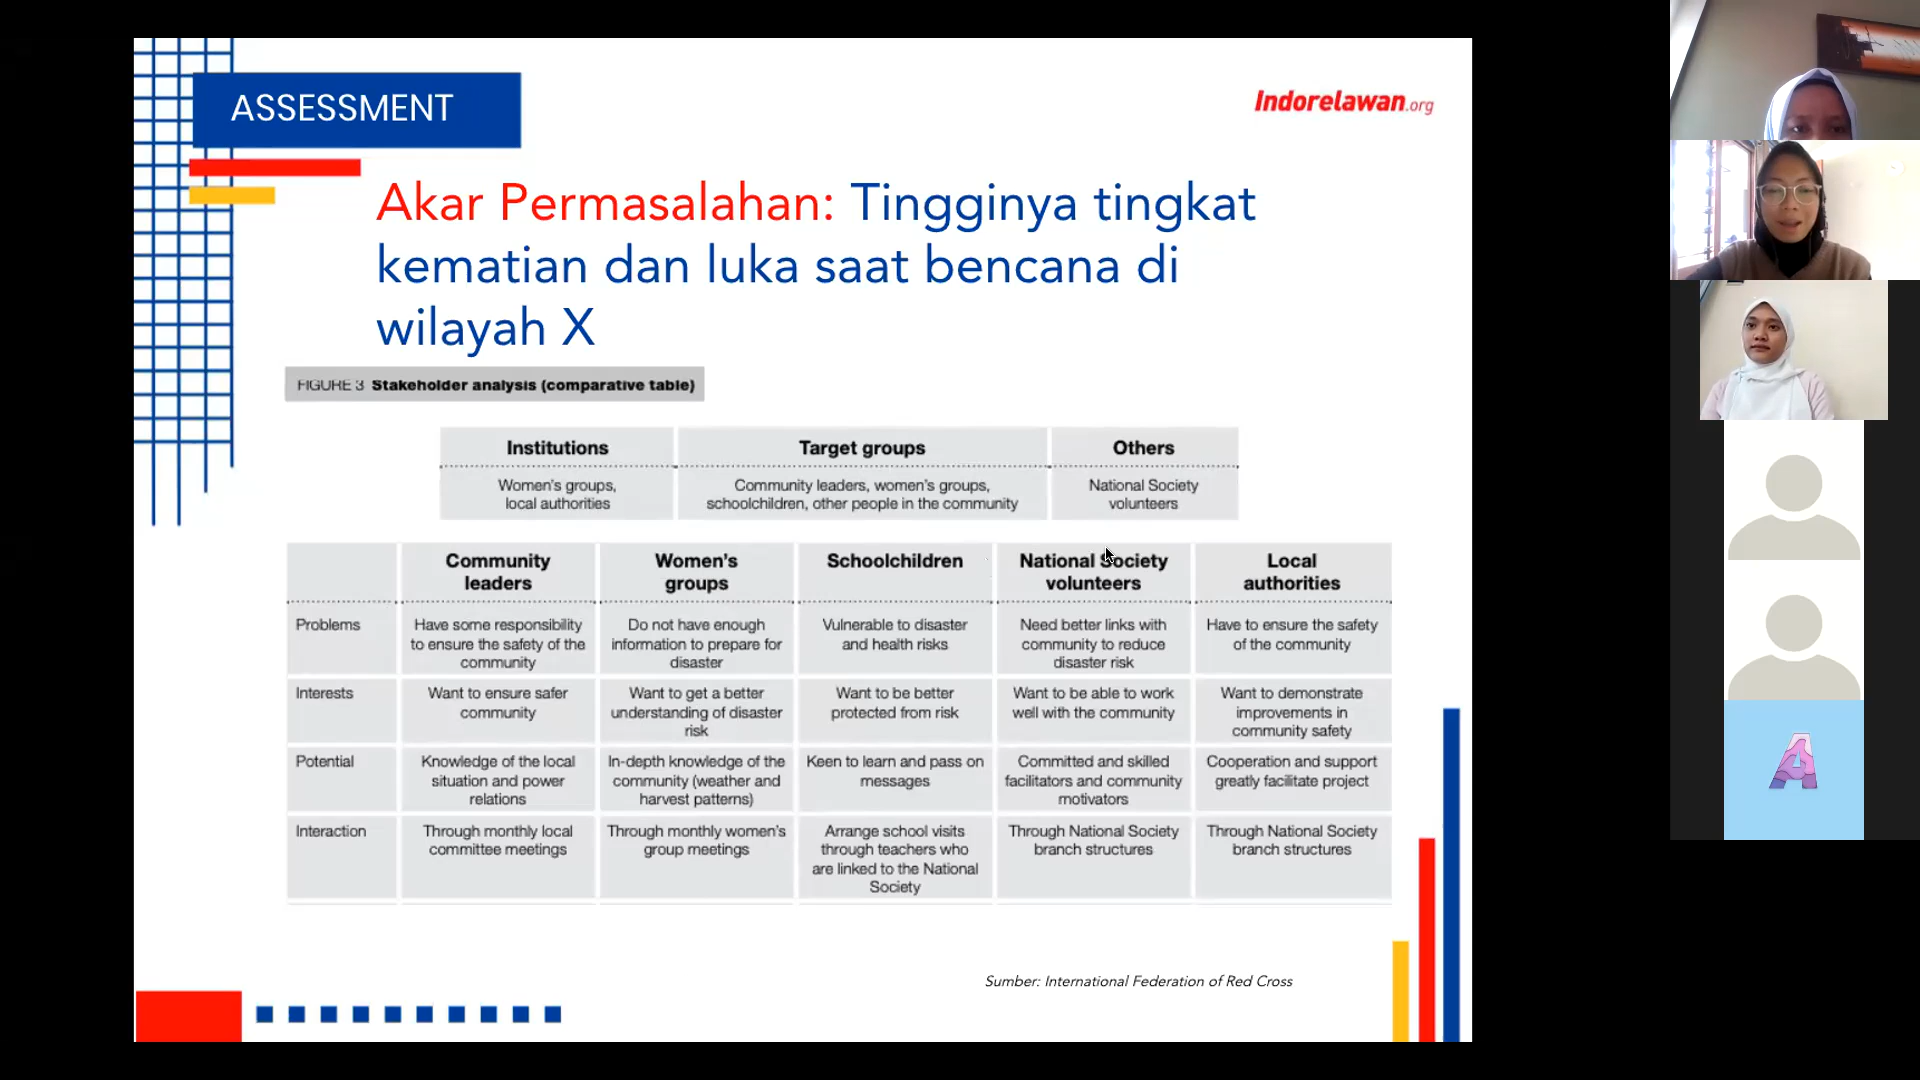 ASSESSMENT
Indorelawan.org
Akar Permasalahan: Tingginya tingkat
kematian dan luka saat bencana di
wilayah X
FIGURE 3 Stakeholder analysis (comparative table)
Institutions
Target groups
Others
Women's groups,
local authorities
Community leaders, women's groups,
schoolchildren, other people in the community
National Society
volunteers
Community
leaders
Women's
groups
Schoolchildren
National Society
volunteers
Local
authorities
Problems
Have some responsibility
to ensure the safety of the
community
Do not have enough
information to prepare for
disaster
Vulnerable to disaster
and health risks
Need better links with
community to reduce
disaster risk
Have to ensure the safety
of the community
Interests
Want to ensure safer
community
Want to get a better
understanding of disaster
risk
Want to be better
protected from risk
Want to be able to work
well with the community
Want to demonstrate
improvements in
community safety
Potential
Knowledge of the local
situation and power
relations
In-depth knowledge of the
community (weather and
harvest patterns)
Keen to learn and pass on
messages
Committed and skilled
facilitators and community
motivators
Cooperation and support
greatly facilitate project
Interaction
Through monthly local
committee meetings
Through monthly women's
group meetings
Arrange school visits
through teachers who
are linked to the National
Society
Through National Society
branch structures
Through National Society
branch structures
Sumber: International Federation of Red Cross
A